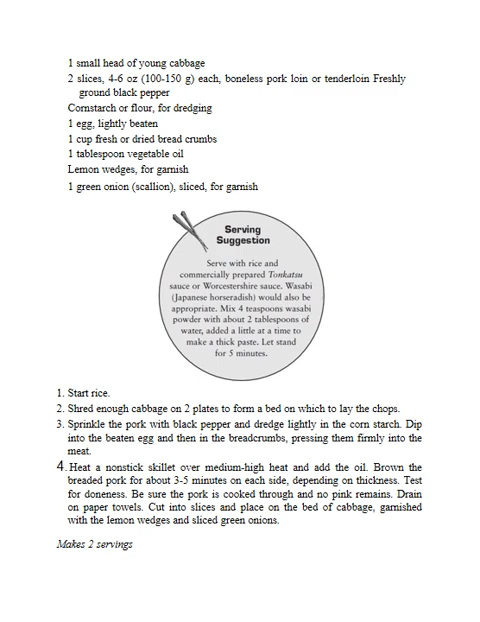 1 small head of young cabbage
2 slices, 4-6 oz (100-150 g) each, boneless pork loin or tenderloin Freshly
ground black pepper
Cornstarch or flour, for dredging
1 egg, lightly beaten
1 cup fresh or dried bread crumbs
1 tablespoon vegetable oil
Lemon wedges, for garnish
1 green onion (scallion), sliced, for garnish
Serving
Suggestion
Serve with rice and
commercially prepared Tonkatsu
sauce or Worcestershire sauce. Wasabi
(Japanese horseradish) would also be
appropriate. Mix 4 teaspoons wasabi
powder with about 2 tablespoons of
water, added a little at a time to
make a thick paste. Let stand
for 5 minutes.
1. Start rice.
2. Shred enough cabbage on 2 plates to form a bed on which to lay the chops.
3. Sprinkle the pork with black pepper and dredge lightly in the corn starch. Dip
into the beaten egg and then in the breadcrumbs, pressing them firmly into the
meat.
4. Heat a nonstick skillet over medium-high heat and add the oil. Brown the
breaded pork for about 3-5 minutes on each side, depending on thickness. Test
for doneness. Be sure the pork is cooked through and no pink remains. Drain
on paper towels. Cut into slices and place on the bed of cabbage, garnished
with the lemon wedges and sliced green onions.
Makes 2 servings